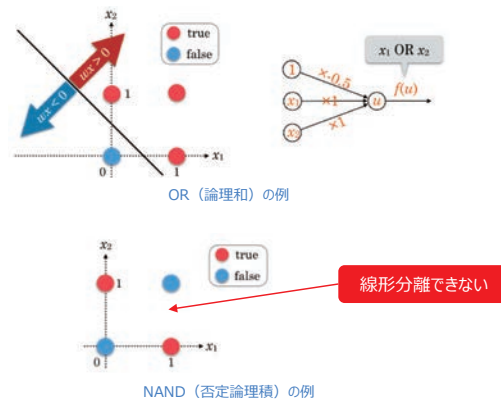 x₂
true
false
wx > 0
wx < 0
1
0
1
x₁
x₁ OR x₂
1
×-0.5
x₁
×1
u
f(u)
x₂
×1
OR（論理和）の例
x₂
true
false
1
0
1
x₁
線形分離できない
NAND（否定論理積）の例